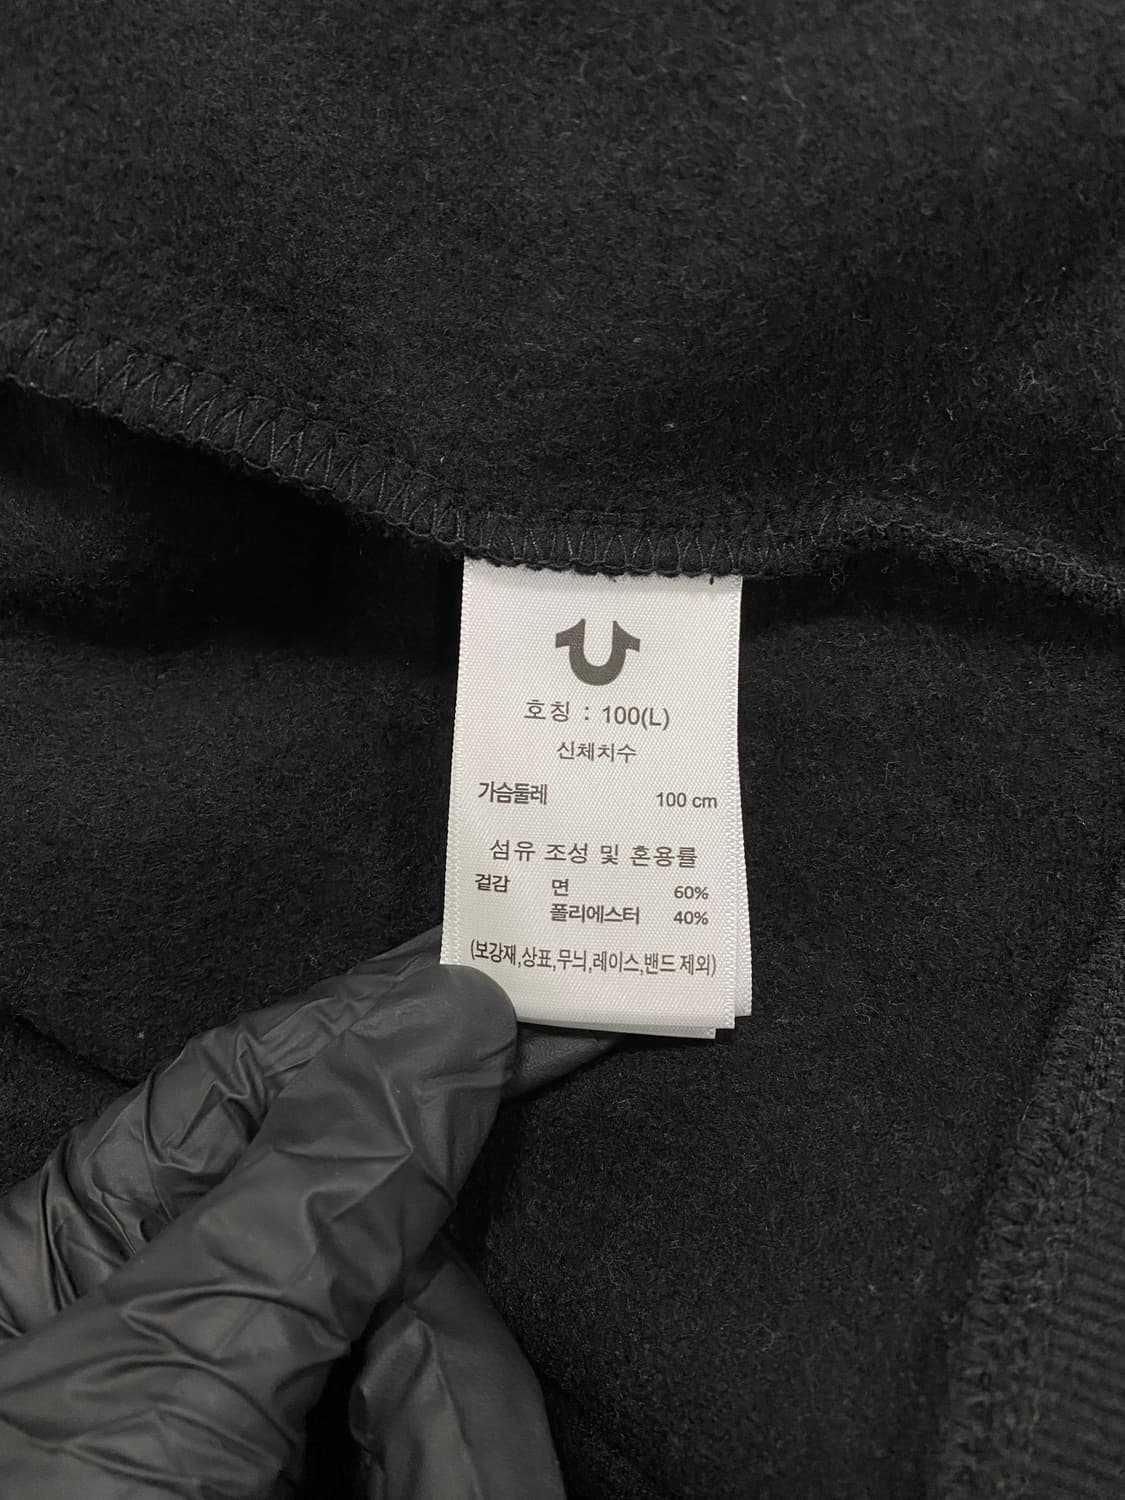 호칭 : 100(L)
신체치수
가슴둘레 100 cm
섬유 조성 및 혼용률
겉감 면 60%
폴리에스터 40%
(보강재,상표,무늬,레이스,밴드 제외)